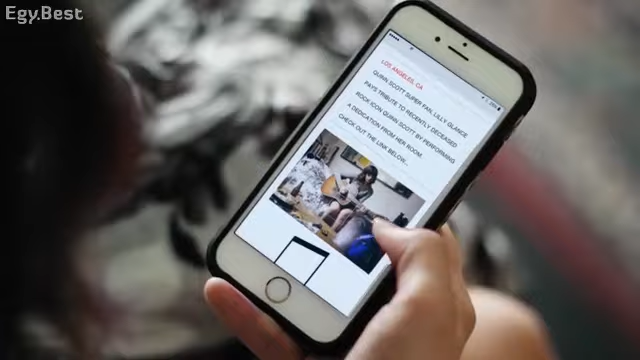 Egy.Best
LOS ANGELES, CA
QUINN SCOTT SUPER FAN, LILLY GLANCE
PAYS TRIBUTE TO RECENTLY DECEASED
ROCK ICON QUINN SCOTT BY PERFORMING
A DEDICATION FROM HER ROOM.
CHECK OUT THE LINK BELOW...